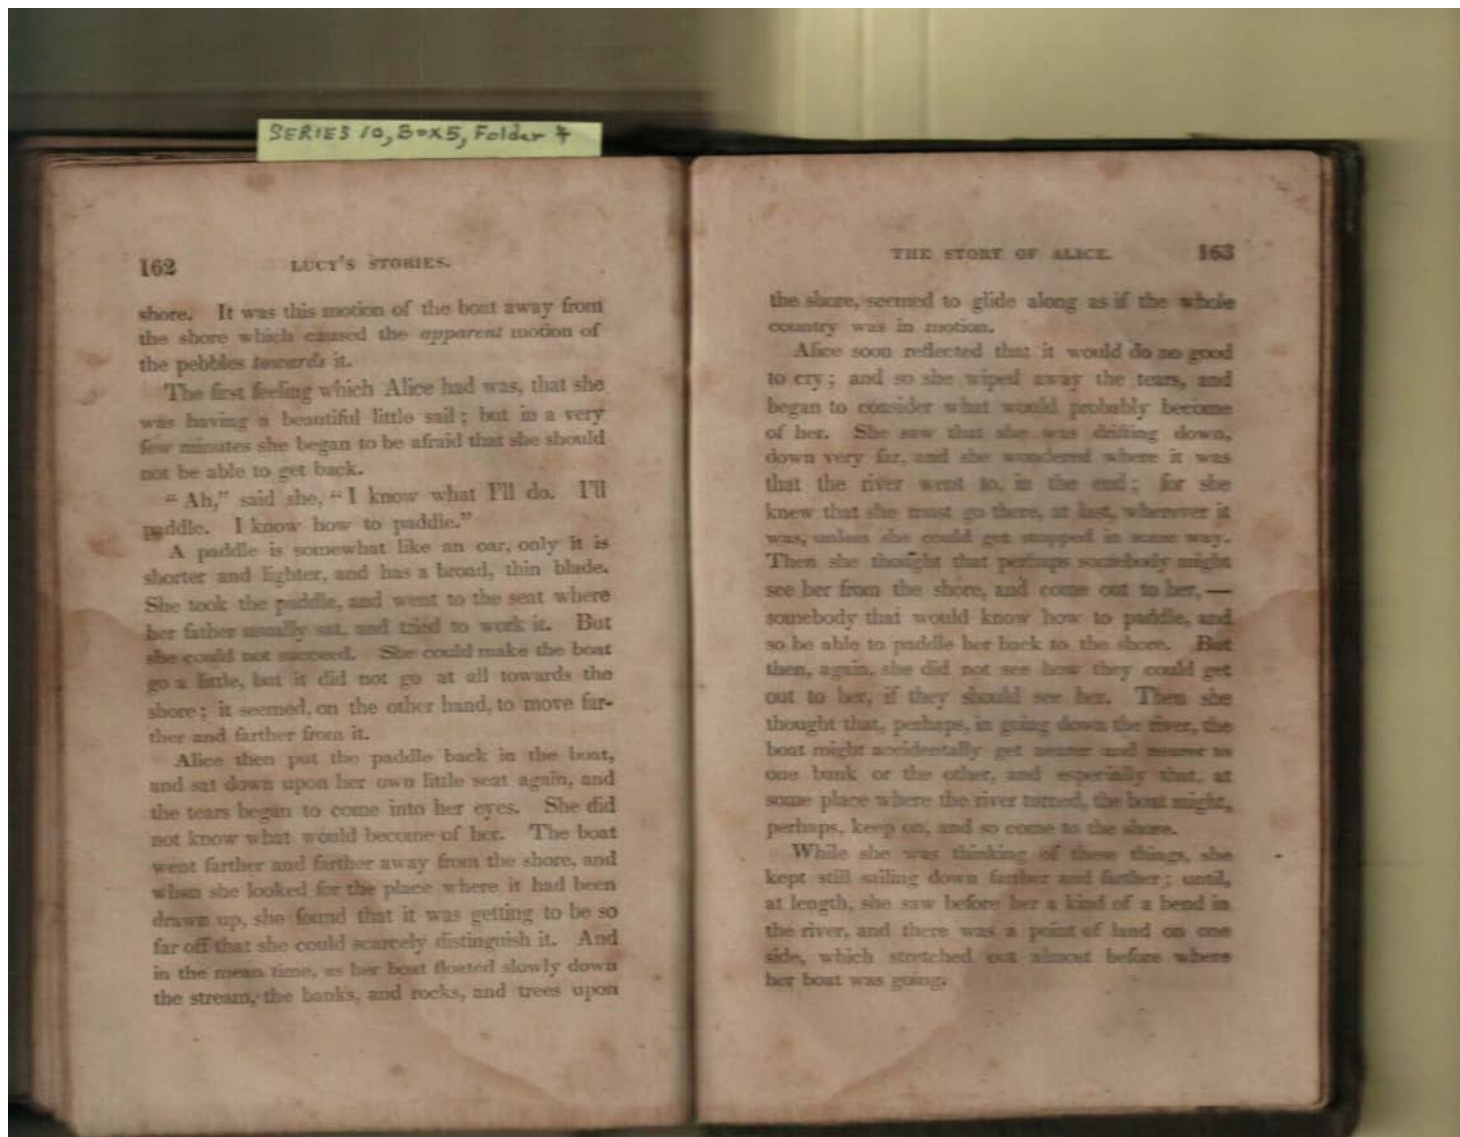 SERIES 10, BOX 5, Folder 4
162 LUCY'S STORIES.
shore. It was this motion of the boat away from
the shore which caused the apparent motion of
the pebbles towards it.
The first feeling which Alice had was, that she
was having a beautiful little sail; but in a very
few minutes she began to be afraid that she should
not be able to get back.
"Ah," said she, "I know what I'll do. I'll
paddle. I know how to paddle."
A paddle is somewhat like an oar, only it is
shorter and lighter, and has a broad, thin blade.
She took the paddle, and went to the seat where
her father usually sat, and tried to work it. But
she could not succeed. She could make the boat
go a little, but it did not go at all towards the
shore; it seemed, on the other hand, to move far-
ther and farther from it.
Alice then put the paddle back in the boat,
and sat down upon her own little seat again, and
the tears began to come into her eyes. She did
not know what would become of her. The boat
went farther and farther away from the shore, and
when she looked for the place where it had been
drawn up, she found that it was getting to be so
far off that she could scarcely distinguish it. And
in the mean time, as her boat floated slowly down
the stream, the banks, and rocks, and trees upon
THE STORY OF ALICE. 163
the shore, seemed to glide along as if the whole
country was in motion.
Alice soon reflected that it would do no good
to cry; and so she wiped away the tears, and
began to consider what would probably become
of her. She saw that she was drifting down,
down very far, and she wondered where it was
that the river went to, in the end; for she
knew that she must go there, at last, wherever it
was, unless she could get stopped in some way.
Then she thought that perhaps somebody might
see her from the shore, and come out to her,—
somebody that would know how to paddle, and
so be able to paddle her back to the shore. But
then, again, she did not see how they could get
out to her, if they should see her. Then she
thought that, perhaps, in going down the river, the
boat might accidentally get nearer and nearer to
one bank or the other, and especially that, at
some place where the river turned, the boat might,
perhaps, keep on, and so come to the shore.
While she was thinking of these things, she
kept still sailing down farther and farther; until,
at length, she saw before her a kind of a bend in
the river, and there was a point of land on one
side, which stretched out almost before where
her boat was going.